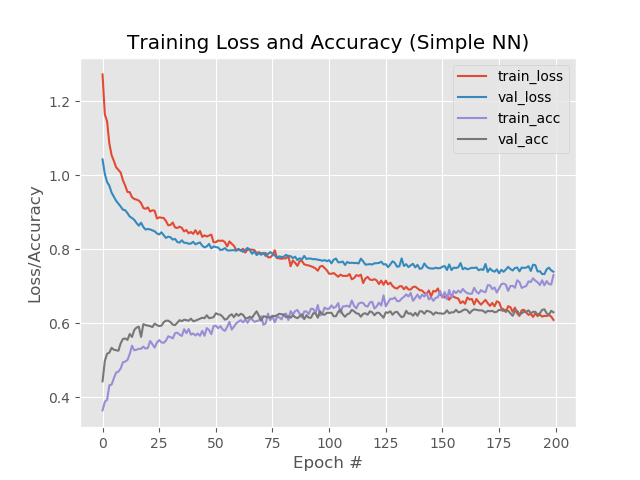 Training Loss and Accuracy (Simple NN)
train_loss
val_loss
train_acc
val_acc
1.2
1.0
0.8
0.6
0.4
Loss/Accuracy
0 25 50 75 100 125 150 175 200
Epoch #